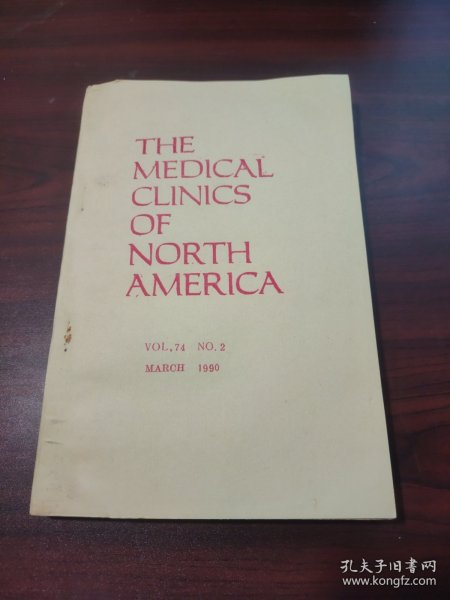 THE
MEDICAL
CLINICS
OF
NORTH
AMERICA
VOL,74 NO.2
MARCH 1990
孔夫子旧书网
www.kongfz.com